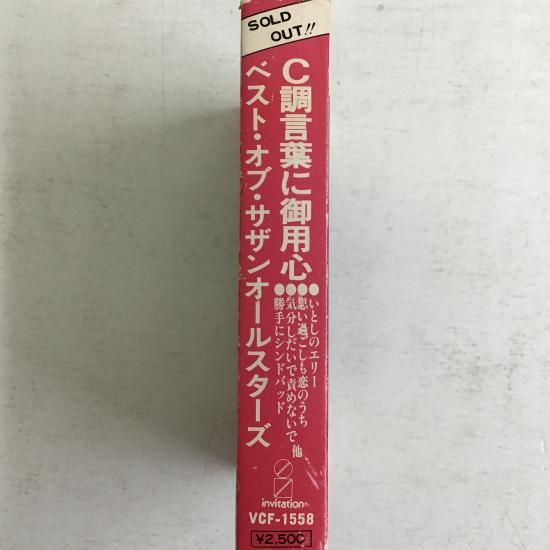 SOLD
OUT!!
C調言葉に御用心
ベスト・オブ・サザンオールスターズ
●いとしのエリー
●思い過ごしも恋のうち
●気分しだいで責めないで
●勝手にシンドバッド
他
invitation
VCF-1558
¥2,500